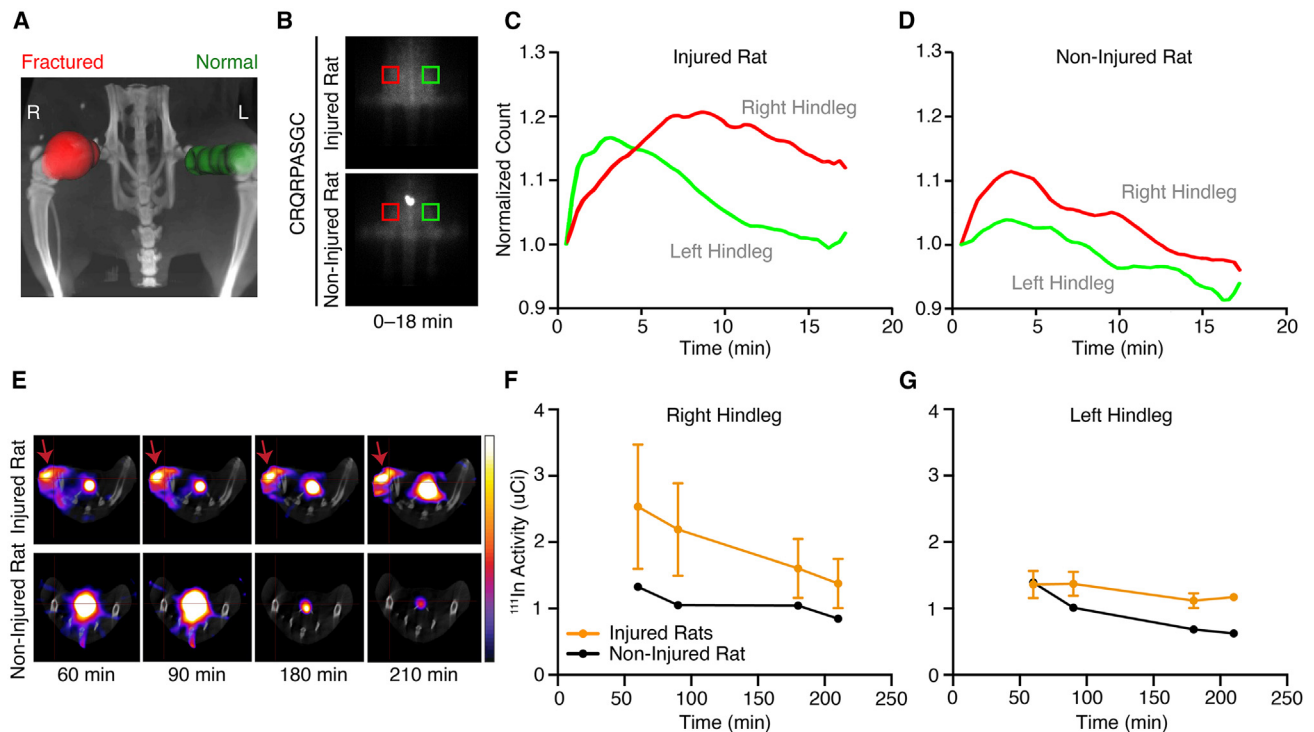 A
Fractured
Normal
R
L
B
CRQRPASGC
Injured Rat
Non-Injured Rat
0–18 min
C
Injured Rat
Normalized Count
1.3
1.2
1.1
1.0
0.9
Right Hindleg
Left Hindleg
0
5
10
15
20
Time (min)
D
Non-Injured Rat
1.3
1.2
1.1
1.0
0.9
Right Hindleg
Left Hindleg
0
5
10
15
20
Time (min)
E
Injured Rat
Non-Injured Rat
60 min
90 min
180 min
210 min
F
Right Hindleg
¹¹¹In Activity (uCi)
4
3
2
1
0
Injured Rats
Non-Injured Rat
0
50
100
150
200
250
Time (min)
G
Left Hindleg
4
3
2
1
0
0
50
100
150
200
250
Time (min)